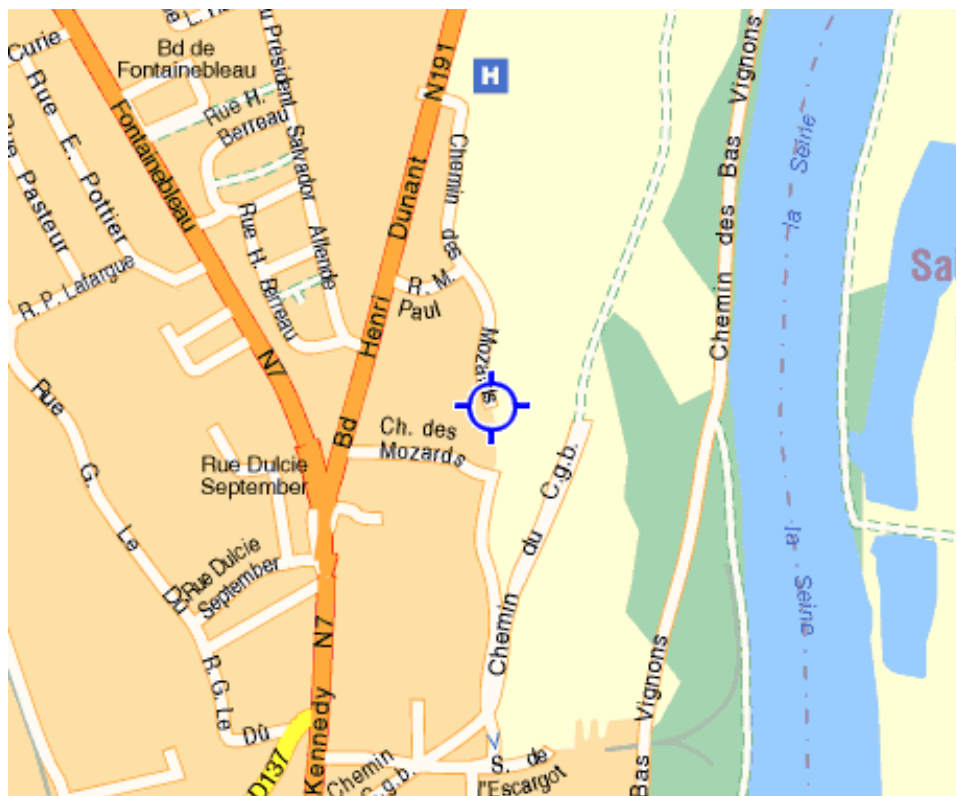 Curie
Bd de
Fontainebleau
Rue H.
Berreau
du Président Salvador Allende
N191
H
Rue E. Pottier
Rue Pasteur
Fontainebleau
Rue H. Berreau
Bd Henri Dunant
Chemin des Mozards
R. M.
Paul
R. P. Lafargue
N7
Chemin des Bas Vignons
la Seine
la Seine
Sa
Rue G. Le Dû
Rue Dulcie
September
Ch. des
Mozards
Chemin du C.g.b.
Rue Dulcie
September
N7
R. G. Le
Dû
D137
Kennedy
Chemin
C.g.b.
V
S. de
l'Escargot
Bas Vignons